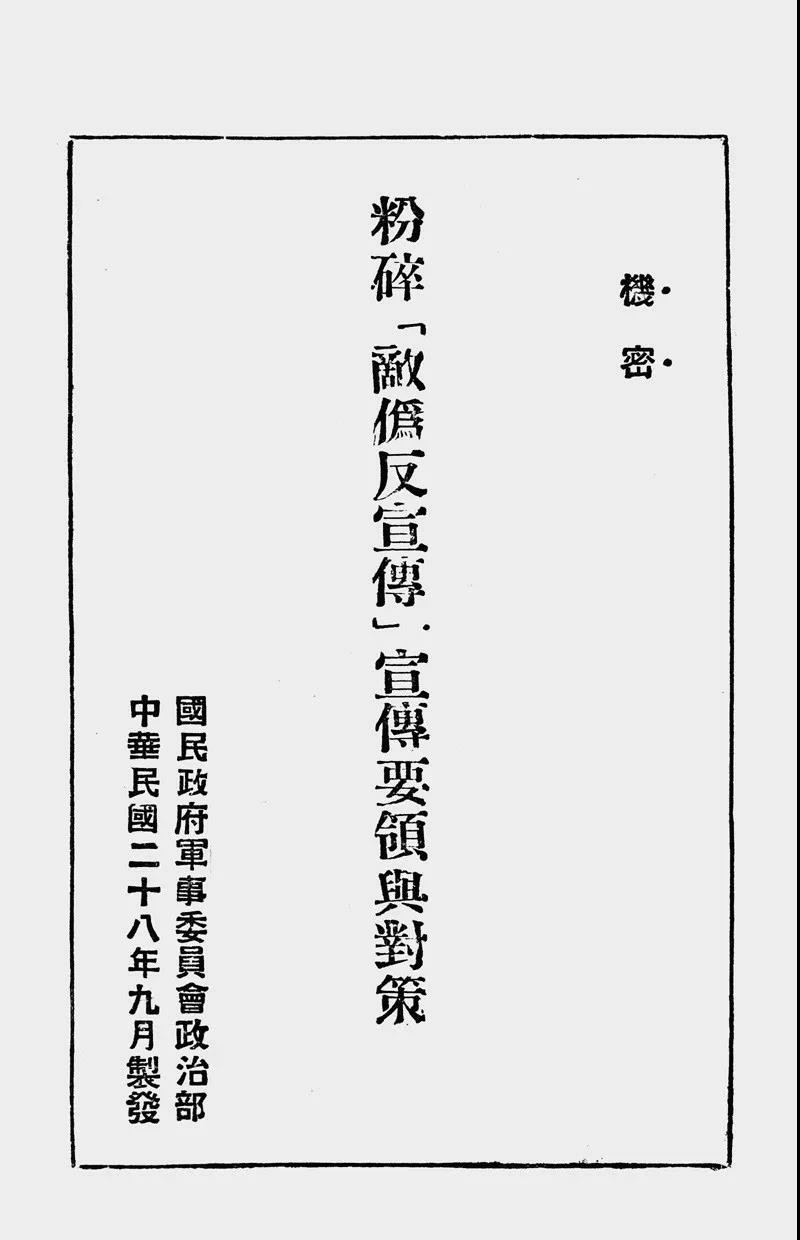 機密
粉碎「敵僞反宣傳」宣傳要領與對策
國民政府軍事委員會政治部
中華民國二十八年九月製發